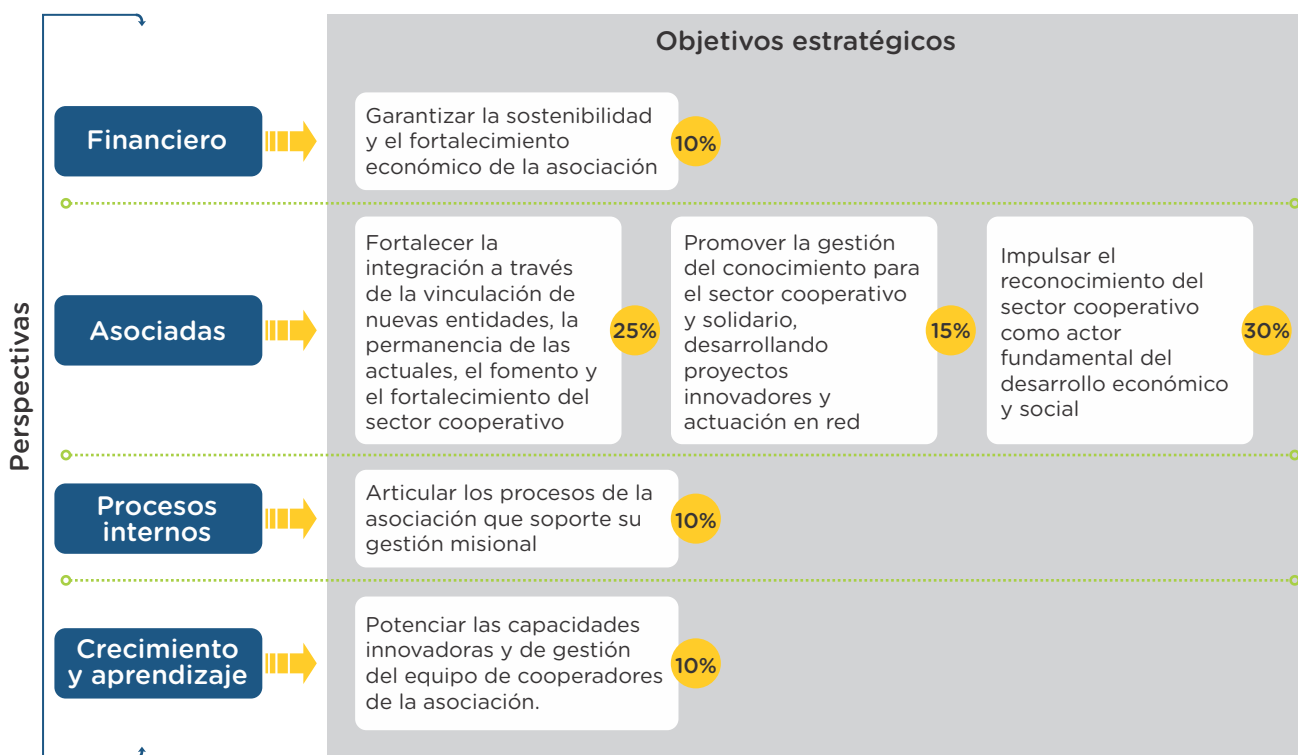 Objetivos estratégicos
Perspectivas
Financiero
Garantizar la sostenibilidad
y el fortalecimiento
económico de la asociación
10%
Asociadas
Fortalecer la
integración a través
de la vinculación de
nuevas entidades, la
permanencia de las
actuales, el fomento y
el fortalecimiento del
sector cooperativo
25%
Promover la gestión
del conocimiento para
el sector cooperativo
y solidario,
desarrollando
proyectos
innovadores y
actuación en red
15%
Impulsar el
reconocimiento del
sector cooperativo
como actor
fundamental del
desarrollo económico
y social
30%
Procesos
internos
Articular los procesos de la
asociación que soporte su
gestión misional
10%
Crecimiento
y aprendizaje
Potenciar las capacidades
innovadoras y de gestión
del equipo de cooperadores
de la asociación.
10%